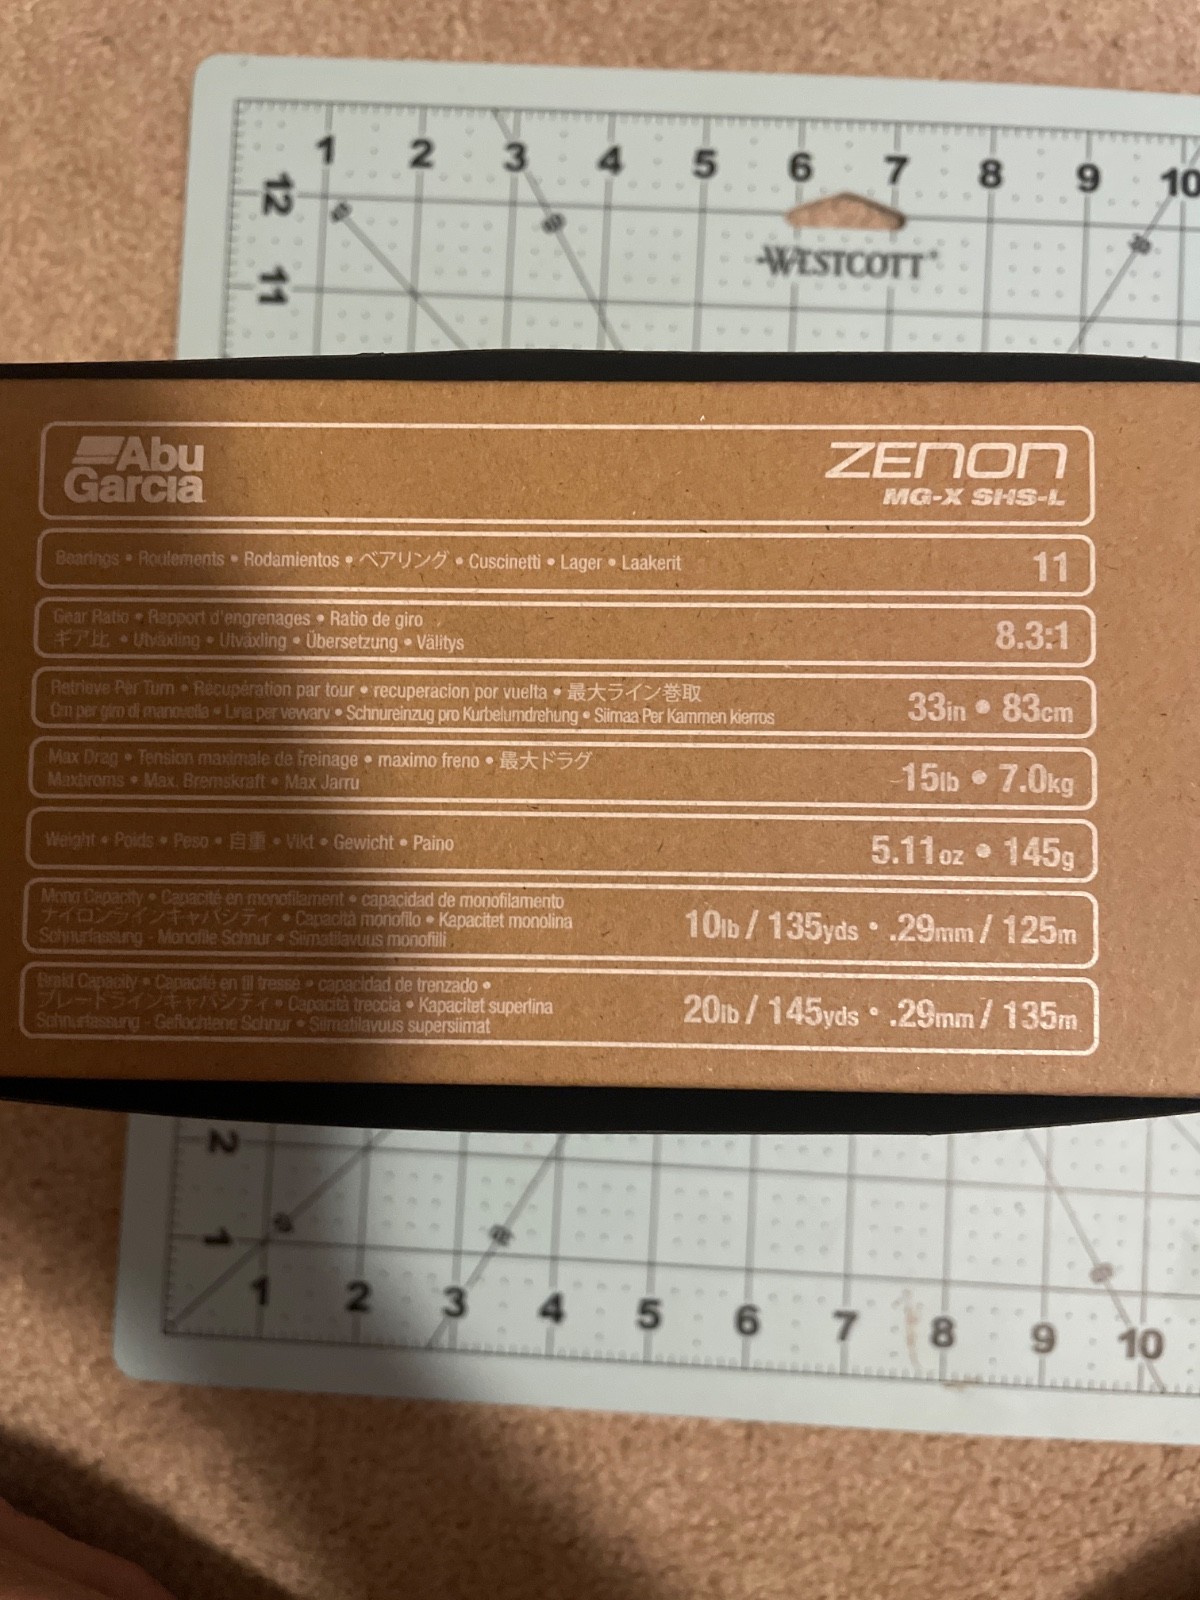 1 2 3 4 5 6 7 8 9 10
12
11
WESTCOTT
Abu
Garcia
ZENON
MG-X SHS-L
Bearings • Roulements • Rodamientos • ベアリング • Cuscinetti • Lager • Laakerit
11
Gear Ratio • Rapport d'engrenages • Ratio de giro
ギア比 • Utväxling • Utväxling • Übersetzung • Välitys
8.3:1
Retrieve Per Turn • Récupération par tour • recuperacion por vuelta • 最大ライン巻取
Cm per giro di manovella • Lina per vevvarv • Schnureinzug pro Kurbelumdrehung • Siimaa Per Kammen kierros
33in • 83cm
Max Drag • Tension maximale de freinage • maximo freno • 最大ドラグ
Maxbroms • Max. Bremskraft • Max Jarru
15lb • 7.0kg
Weight • Poids • Peso • 自重 • Vikt • Gewicht • Paino
5.11oz • 145g
Mono Capacity • Capacité en monofilament • capacidad de monofilamento
ナイロンラインキャパシティ • Capacità monofilo • Kapacitet monolina
Schnurfassung - Monofile Schnur • Siimatilavuus monofiili
10lb / 135yds • .29mm / 125m
Braid Capacity • Capacité en fil tressé • capacidad de trenzado •
ブレードラインキャパシティ • Capacità treccia • Kapacitet superlina
Schnurfassung - Geflochtene Schnur • Siimatilavuus supersiimat
20lb / 145yds • .29mm / 135m
2
1
1 2 3 4 5 6 7 8 9 10